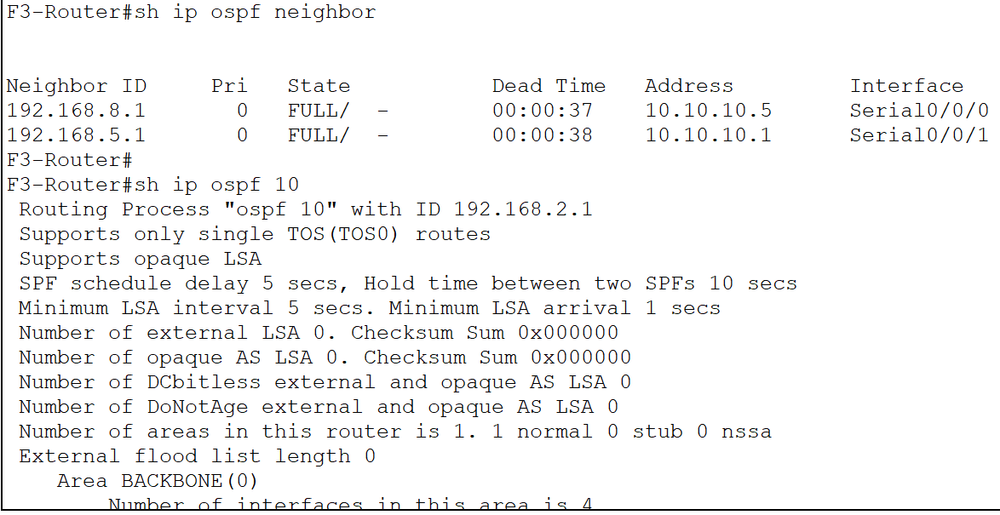 F3-Router#sh ip ospf neighbor
Neighbor ID     Pri   State           Dead Time   Address         Interface
192.168.8.1       0   FULL/  -        00:00:37    10.10.10.5      Serial0/0/0
192.168.5.1       0   FULL/  -        00:00:38    10.10.10.1      Serial0/0/1
F3-Router#
F3-Router#sh ip ospf 10
 Routing Process "ospf 10" with ID 192.168.2.1
 Supports only single TOS(TOS0) routes
 Supports opaque LSA
 SPF schedule delay 5 secs, Hold time between two SPFs 10 secs
 Minimum LSA interval 5 secs. Minimum LSA arrival 1 secs
 Number of external LSA 0. Checksum Sum 0x000000
 Number of opaque AS LSA 0. Checksum Sum 0x000000
 Number of DCbitless external and opaque AS LSA 0
 Number of DoNotAge external and opaque AS LSA 0
 Number of areas in this router is 1. 1 normal 0 stub 0 nssa
 External flood list length 0
    Area BACKBONE(0)
        Number of interfaces in this area is 4